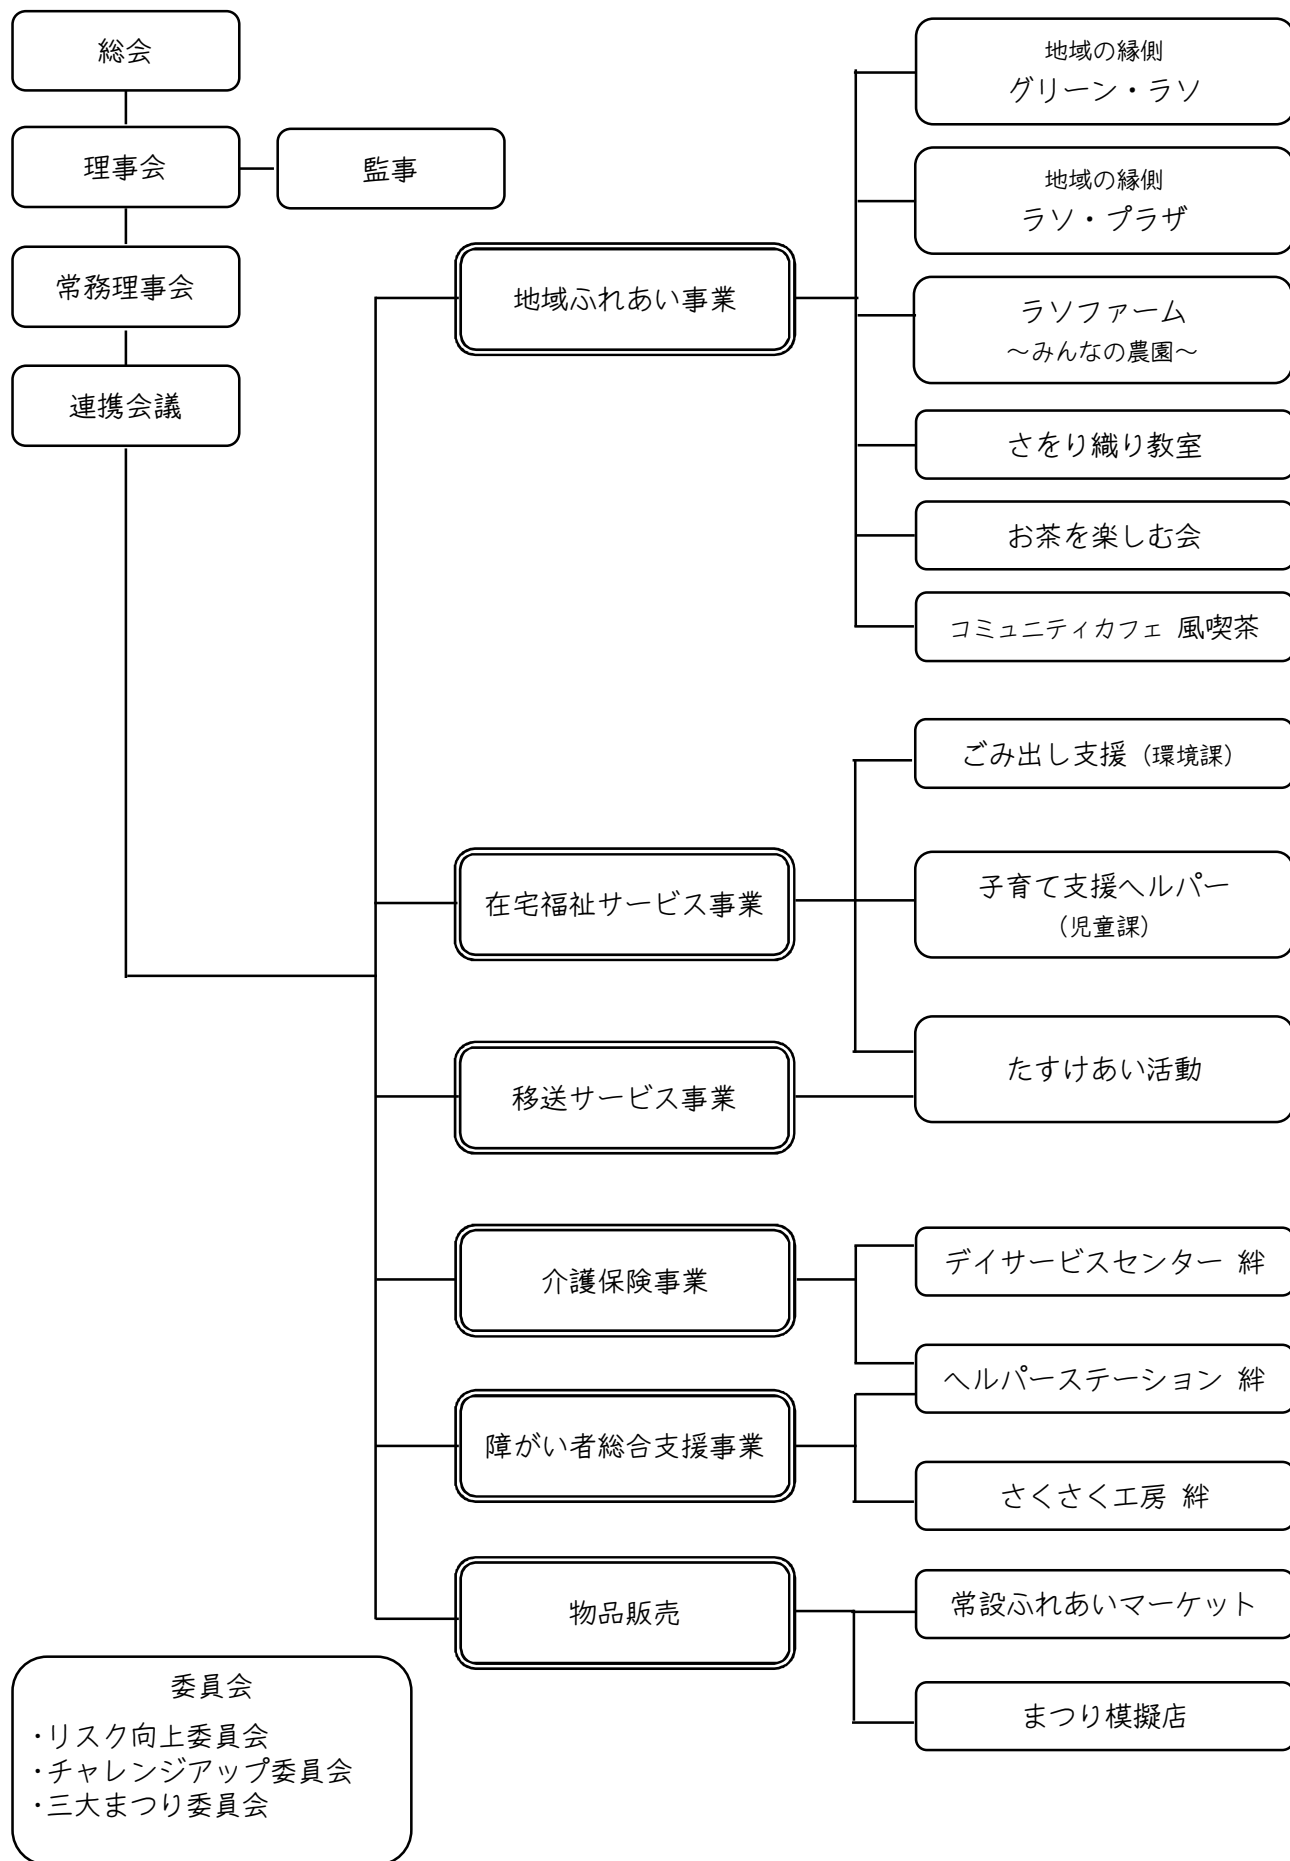 総会
理事会
監事
常務理事会
連携会議
地域ふれあい事業
地域の縁側
グリーン・ラソ
地域の縁側
ラソ・プラザ
ラソファーム
～みんなの農園～
さをり織り教室
お茶を楽しむ会
コミュニティカフェ 風喫茶
在宅福祉サービス事業
ごみ出し支援（環境課）
子育て支援ヘルパー
（児童課）
たすけあい活動
移送サービス事業
介護保険事業
デイサービスセンター 絆
ヘルパーステーション 絆
障がい者総合支援事業
さくさく工房 絆
物品販売
常設ふれあいマーケット
まつり模擬店
委員会
・リスク向上委員会
・チャレンジアップ委員会
・三大まつり委員会